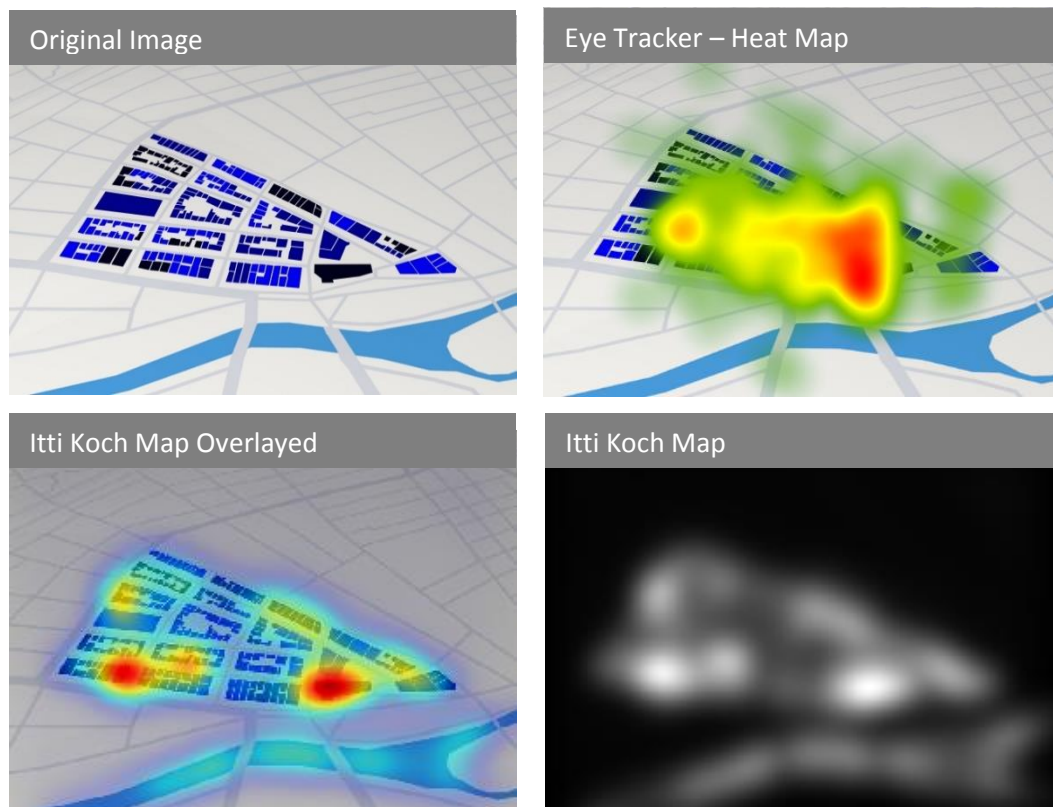 Original Image
Eye Tracker – Heat Map
Itti Koch Map Overlayed
Itti Koch Map